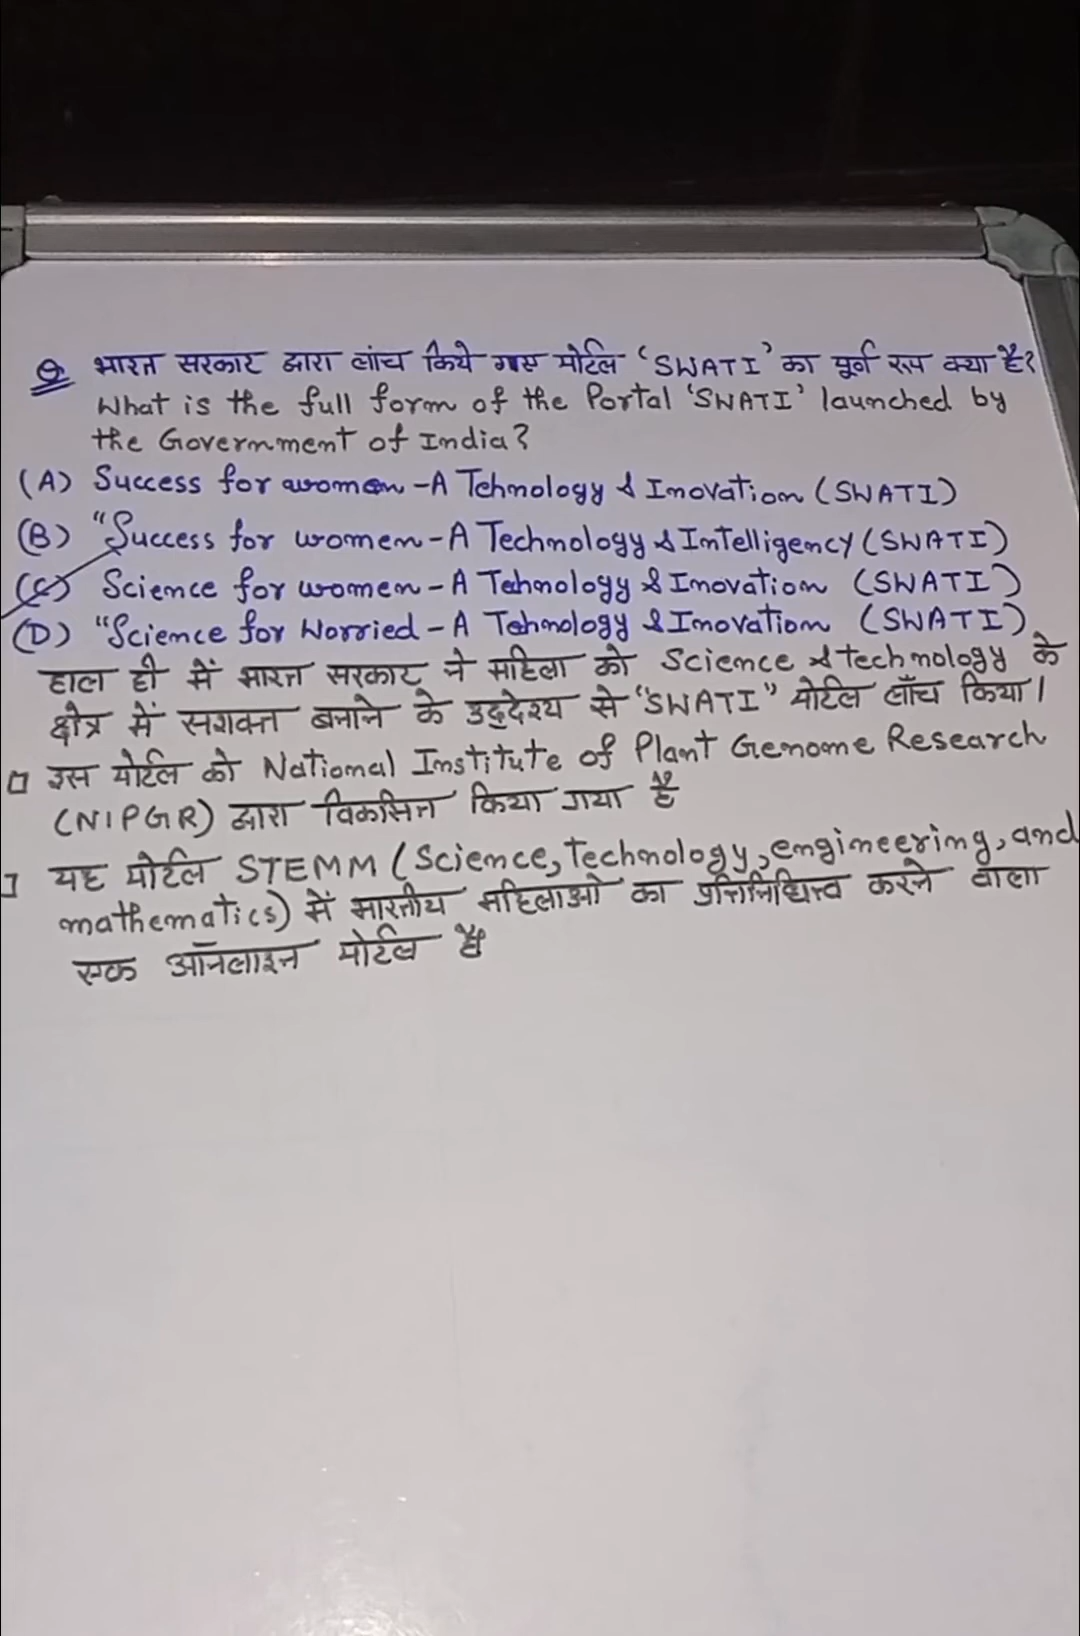 Q. भारत सरकार द्वारा लांच किये गए पोर्टल 'SWATI' का पूर्ण रूप क्या है?
What is the full form of the Portal 'SWATI' launched by
the Government of India?
(A) Success for women - A Tehnology & Inovation (SWATI)
(B) "Success for women - A Technology & Intelligency (SWATI)
(C) Science for women - A Tehnology & Inovation (SWATI)
(D) "Science for Worried - A Tehnology & Inovation (SWATI)
हाल ही में भारत सरकार ने महिला को Science & technology के
क्षेत्र में सशक्त बनाने के उद्देश्य से "SWATI" पोर्टल लॉंच किया।
इस पोर्टल को National Institute of Plant Genome Research
(NIPGR) द्वारा विकसित किया गया है
यह पोर्टल STEMM (Science, Technology, engineering, and
mathematics) में भारतीय महिलाओं का प्रतिनिधित्व करने वाला
एक ऑनलाइन पोर्टल है